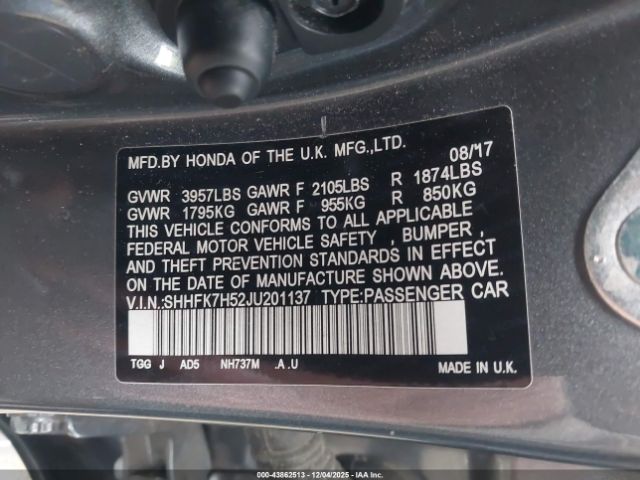 MFD.BY HONDA OF THE U.K. MFG.,LTD. 08/17
GVWR 3957LBS GAWR F 2105LBS R 1874LBS
GVWR 1795KG GAWR F 955KG R 850KG
THIS VEHICLE CONFORMS TO ALL APPLICABLE
FEDERAL MOTOR VEHICLE SAFETY , BUMPER ,
AND THEFT PREVENTION STANDARDS IN EFFECT
ON THE DATE OF MANUFACTURE SHOWN ABOVE.
V.I.N.:SHHFK7H52JU201137 TYPE:PASSENGER CAR
TGG J AD5 NH737M .A .U MADE IN U.K.
000-43862513 - 12/04/2025 - IAA Inc.